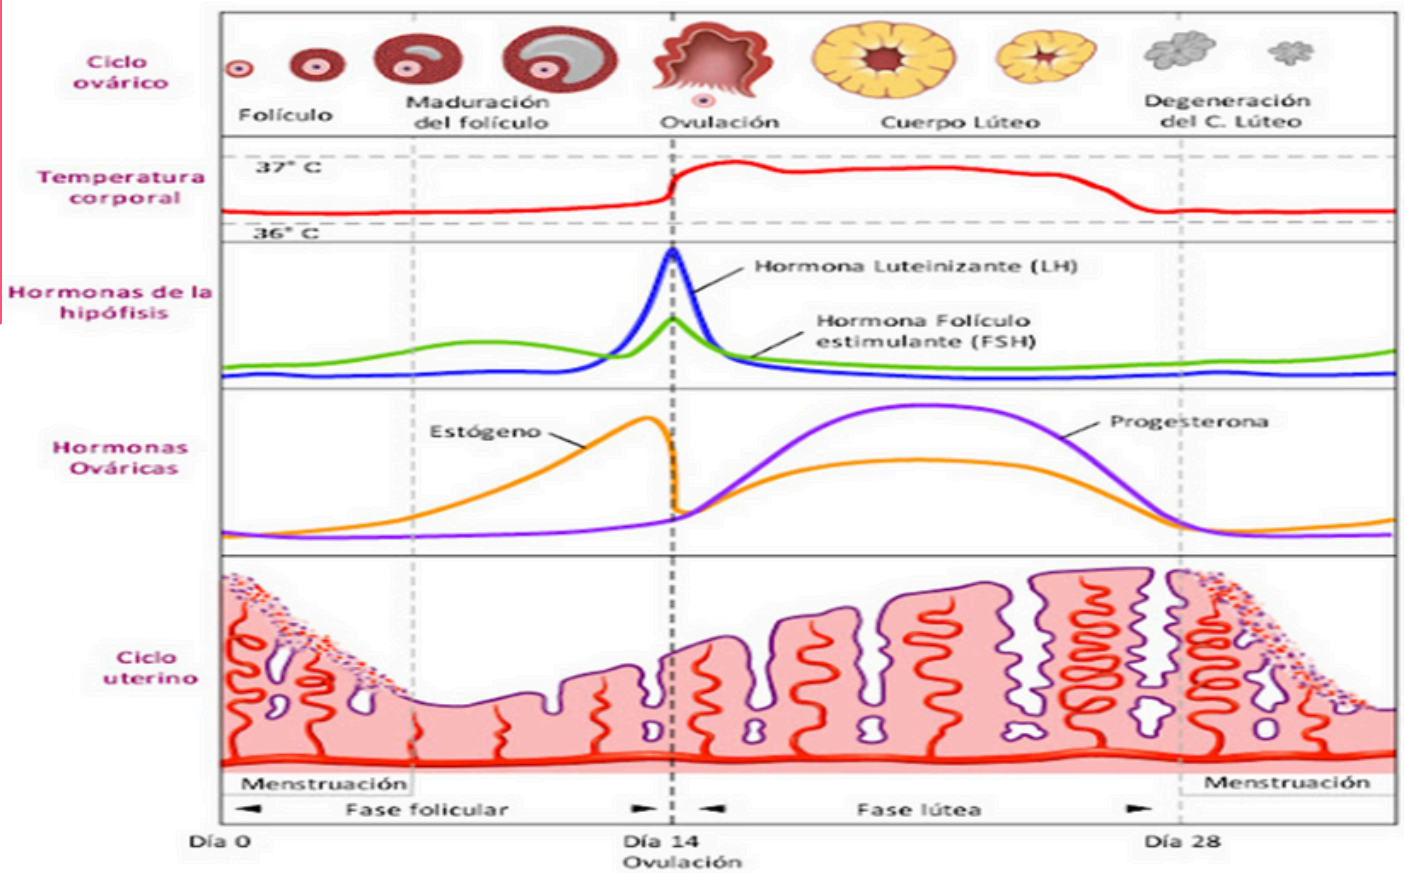 Ciclo
ovárico
Folículo
Maduración
del folículo
Ovulación
Cuerpo Lúteo
Degeneración
del C. Lúteo
Temperatura
corporal
37° C
36° C
Hormonas de la
hipófisis
Hormona Luteinizante (LH)
Hormona Folículo
estimulante (FSH)
Hormonas
Ováricas
Estógeno
Progesterona
Ciclo
uterino
Menstruación
Menstruación
Fase folicular
Fase lútea
Día 0
Día 14
Ovulación
Día 28